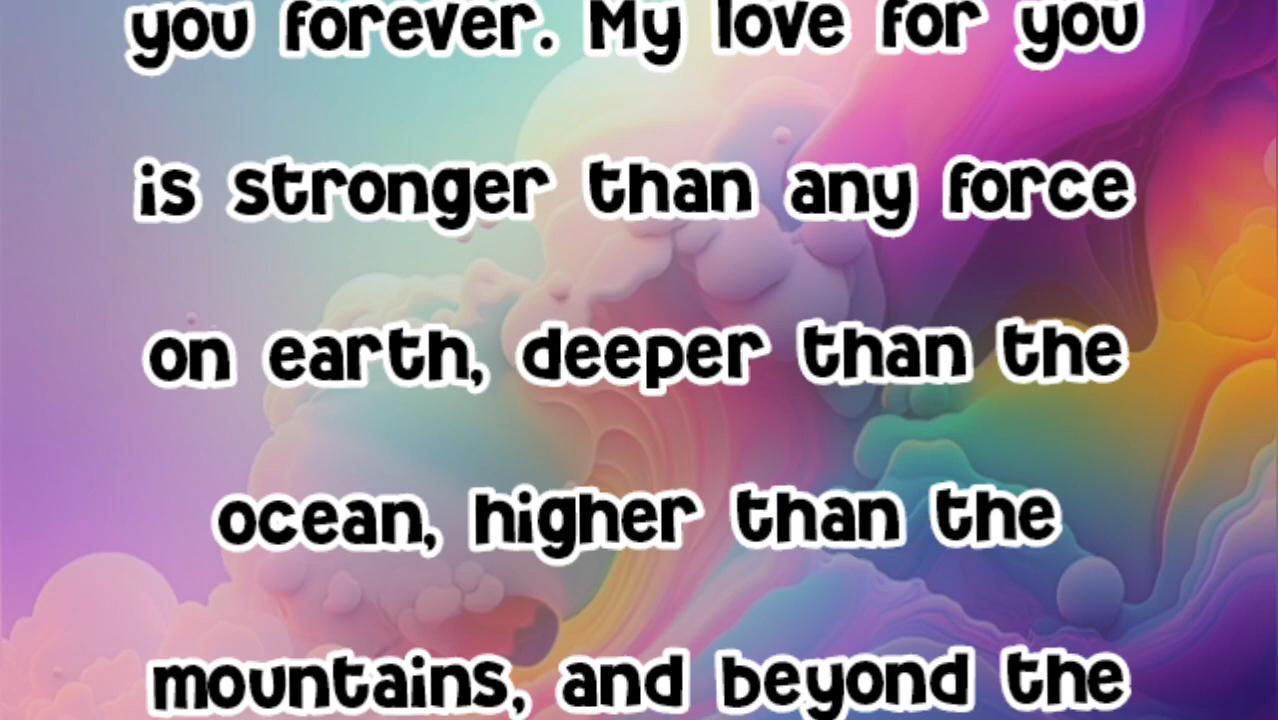 you forever. My love for you
is stronger than any force
on earth, deeper than the
ocean, higher than the
mountains, and beyond the